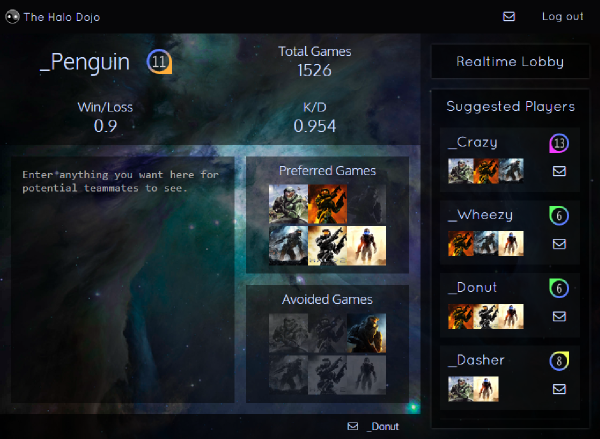 The Halo Dojo
Log out
_Penguin 11
Total Games
1526
Win/Loss
0.9
K/D
0.954
Enter anything you want here for
potential teammates to see.
Preferred Games
Avoided Games
Realtime Lobby
Suggested Players
_Crazy 13
_Wheezy 6
_Donut 6
_Dasher 8
_Donut